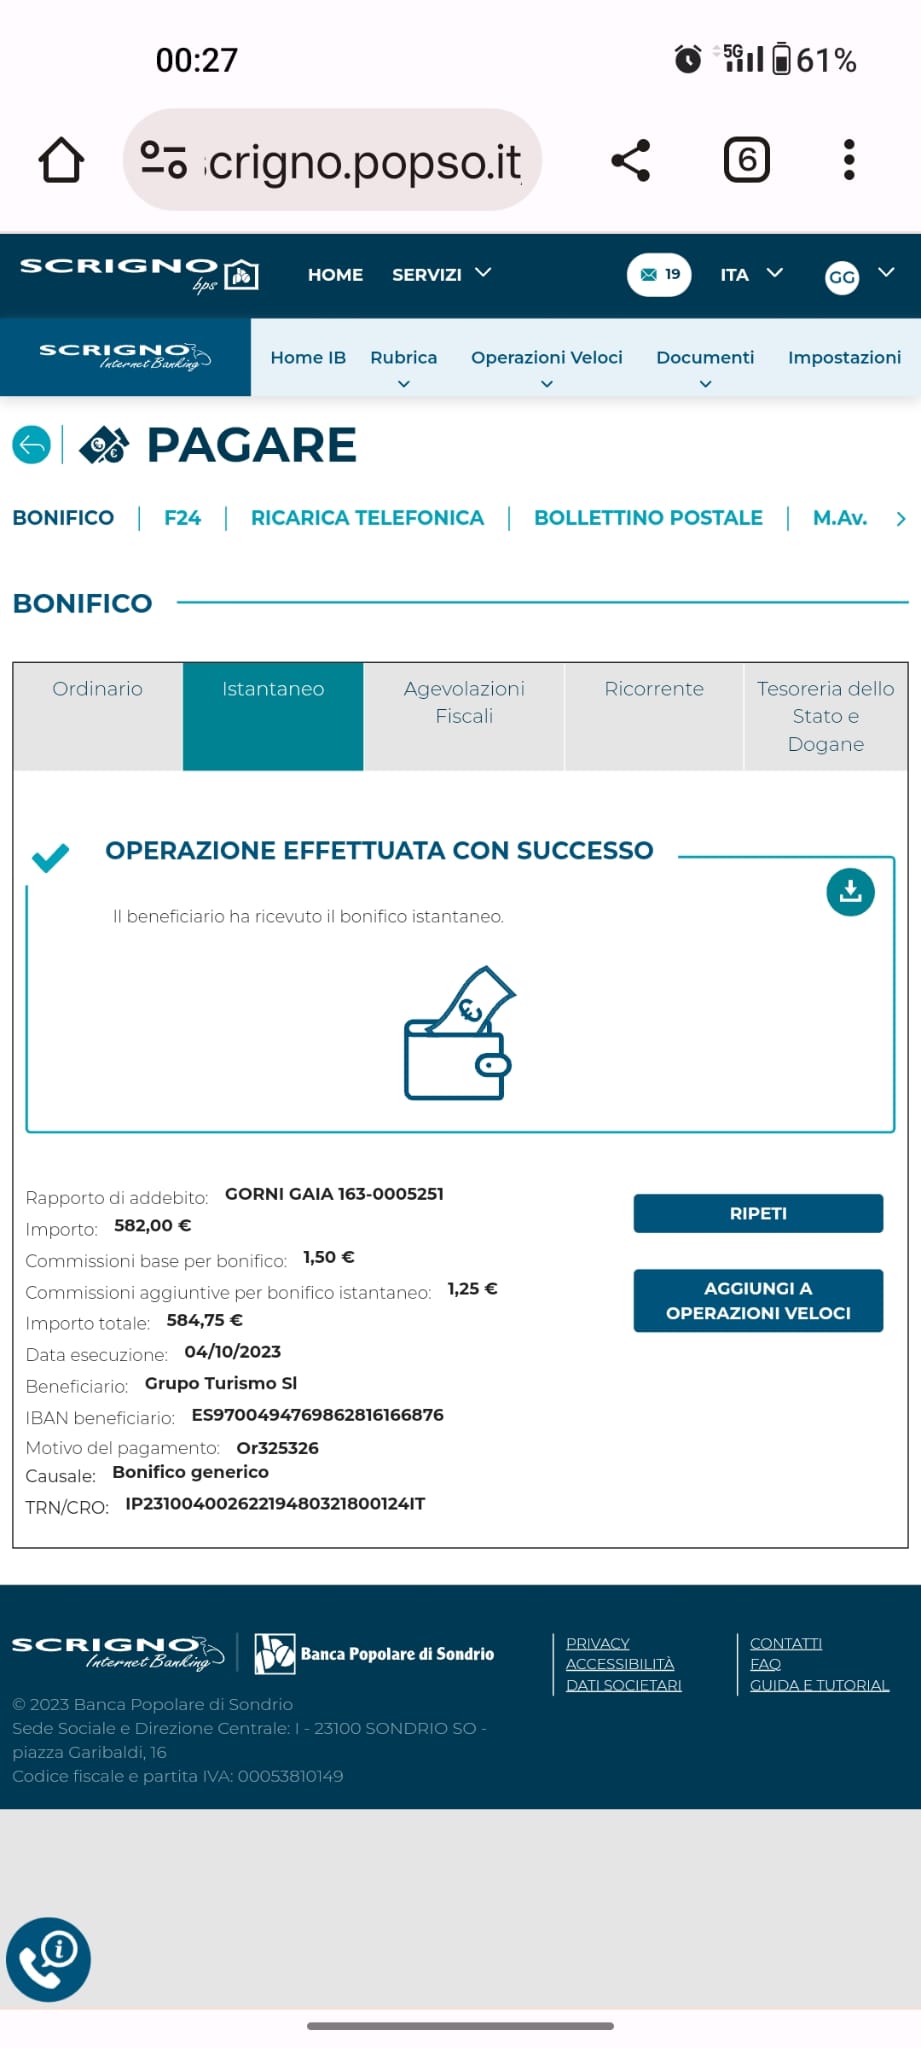 00:27
5G
61%
crigno.popso.it
6
SCRIGNO
bps
HOME
SERVIZI
19
ITA
GG
SCRIGNO
Internet Banking
Home IB
Rubrica
Operazioni Veloci
Documenti
Impostazioni
PAGARE
BONIFICO
F24
RICARICA TELEFONICA
BOLLETTINO POSTALE
M.Av.
BONIFICO
Ordinario
Istantaneo
Agevolazioni
Fiscali
Ricorrente
Tesoreria dello
Stato e
Dogane
OPERAZIONE EFFETTUATA CON SUCCESSO
Il beneficiario ha ricevuto il bonifico istantaneo.
€
Rapporto di addebito: GORNI GAIA 163-0005251
Importo: 582,00 €
Commissioni base per bonifico: 1,50 €
Commissioni aggiuntive per bonifico istantaneo: 1,25 €
Importo totale: 584,75 €
Data esecuzione: 04/10/2023
Beneficiario: Grupo Turismo Sl
IBAN beneficiario: ES9700494769862816166876
Motivo del pagamento: Or325326
Causale: Bonifico generico
TRN/CRO: IP23100400262219480321800124IT
RIPETI
AGGIUNGI A
OPERAZIONI VELOCI
SCRIGNO
Internet Banking
Banca Popolare di Sondrio
© 2023 Banca Popolare di Sondrio
Sede Sociale e Direzione Centrale: I - 23100 SONDRIO SO -
piazza Garibaldi, 16
Codice fiscale e partita IVA: 00053810149
PRIVACY
ACCESSIBILITÀ
DATI SOCIETARI
CONTATTI
FAQ
GUIDA E TUTORIAL
i